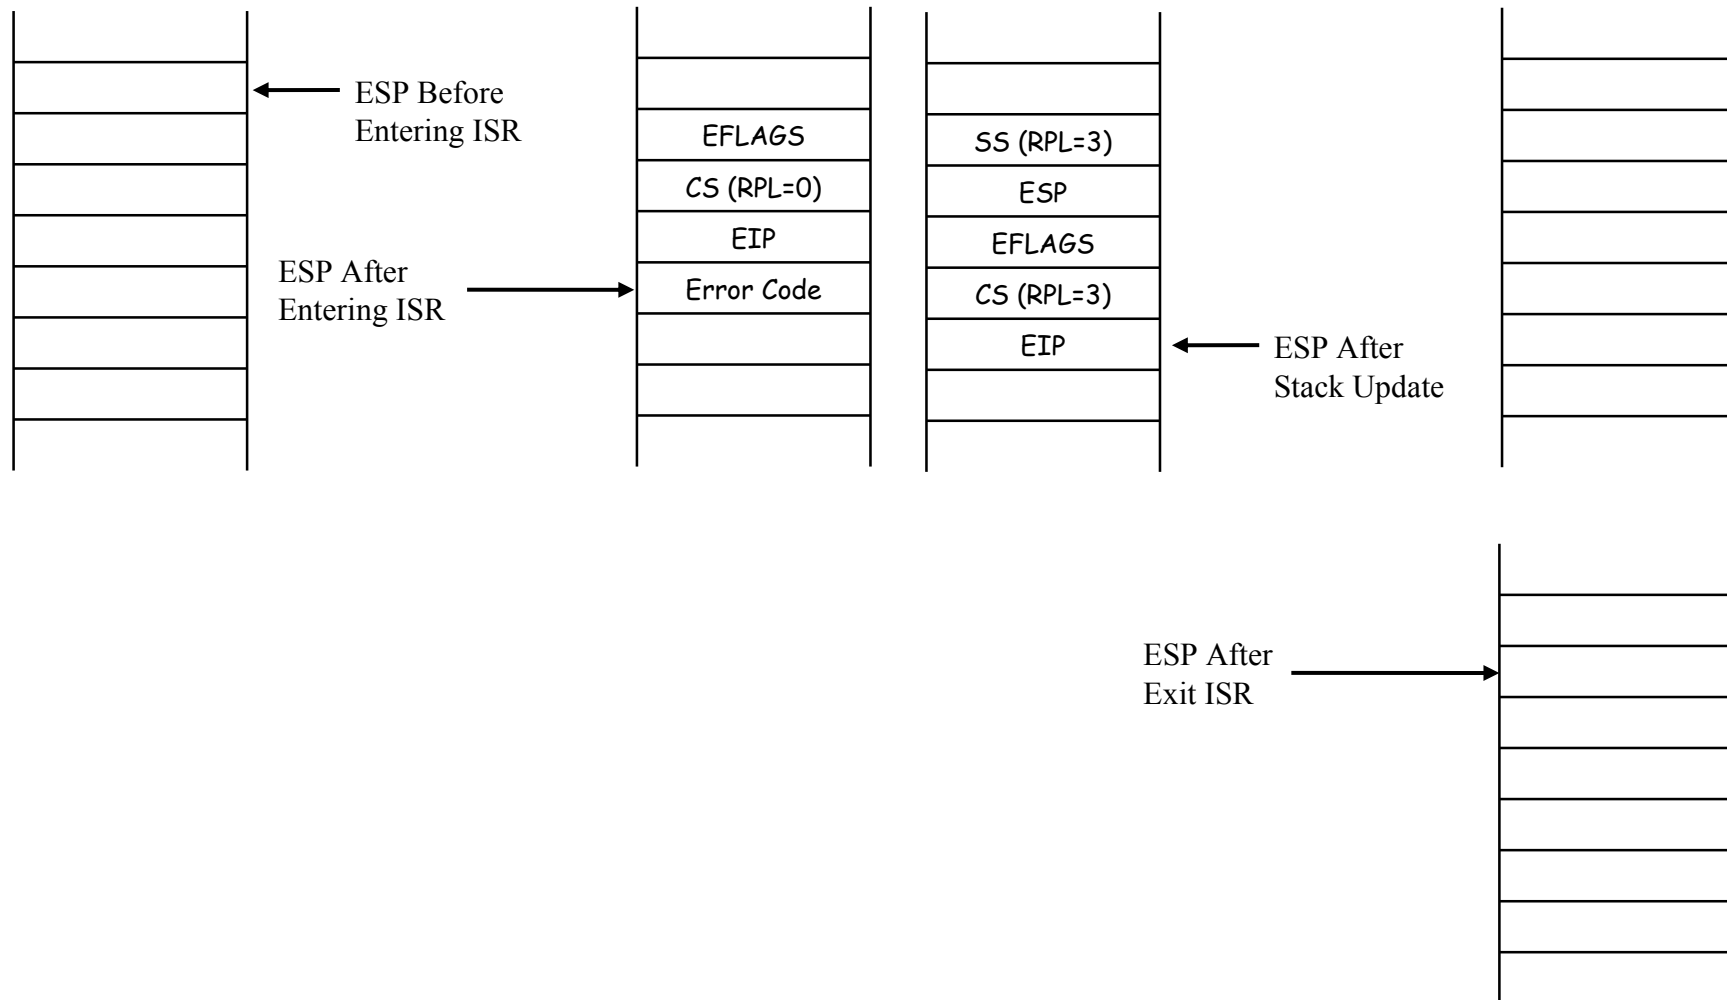 ESP Before
Entering ISR
EFLAGS
CS (RPL=0)
EIP
Error Code
ESP After
Entering ISR
SS (RPL=3)
ESP
EFLAGS
CS (RPL=3)
EIP
ESP After
Stack Update
ESP After
Exit ISR